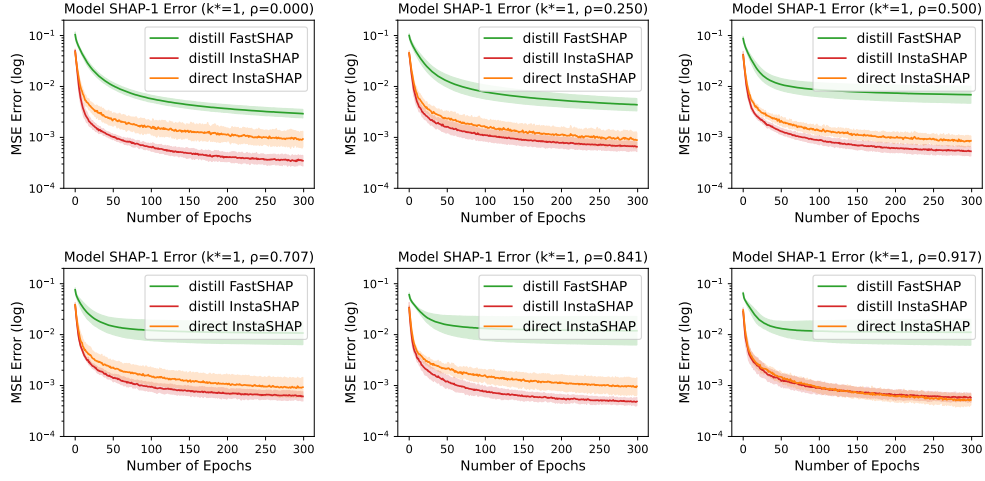 Model SHAP-1 Error (k*=1, ρ=0.000)
MSE Error (log)
10⁻¹
10⁻²
10⁻³
10⁻⁴
distill FastSHAP
distill InstaSHAP
direct InstaSHAP
0 50 100 150 200 250 300
Number of Epochs
Model SHAP-1 Error (k*=1, ρ=0.250)
MSE Error (log)
10⁻¹
10⁻²
10⁻³
10⁻⁴
distill FastSHAP
distill InstaSHAP
direct InstaSHAP
0 50 100 150 200 250 300
Number of Epochs
Model SHAP-1 Error (k*=1, ρ=0.500)
MSE Error (log)
10⁻¹
10⁻²
10⁻³
10⁻⁴
distill FastSHAP
distill InstaSHAP
direct InstaSHAP
0 50 100 150 200 250 300
Number of Epochs
Model SHAP-1 Error (k*=1, ρ=0.707)
MSE Error (log)
10⁻¹
10⁻²
10⁻³
10⁻⁴
distill FastSHAP
distill InstaSHAP
direct InstaSHAP
0 50 100 150 200 250 300
Number of Epochs
Model SHAP-1 Error (k*=1, ρ=0.841)
MSE Error (log)
10⁻¹
10⁻²
10⁻³
10⁻⁴
distill FastSHAP
distill InstaSHAP
direct InstaSHAP
0 50 100 150 200 250 300
Number of Epochs
Model SHAP-1 Error (k*=1, ρ=0.917)
MSE Error (log)
10⁻¹
10⁻²
10⁻³
10⁻⁴
distill FastSHAP
distill InstaSHAP
direct InstaSHAP
0 50 100 150 200 250 300
Number of Epochs